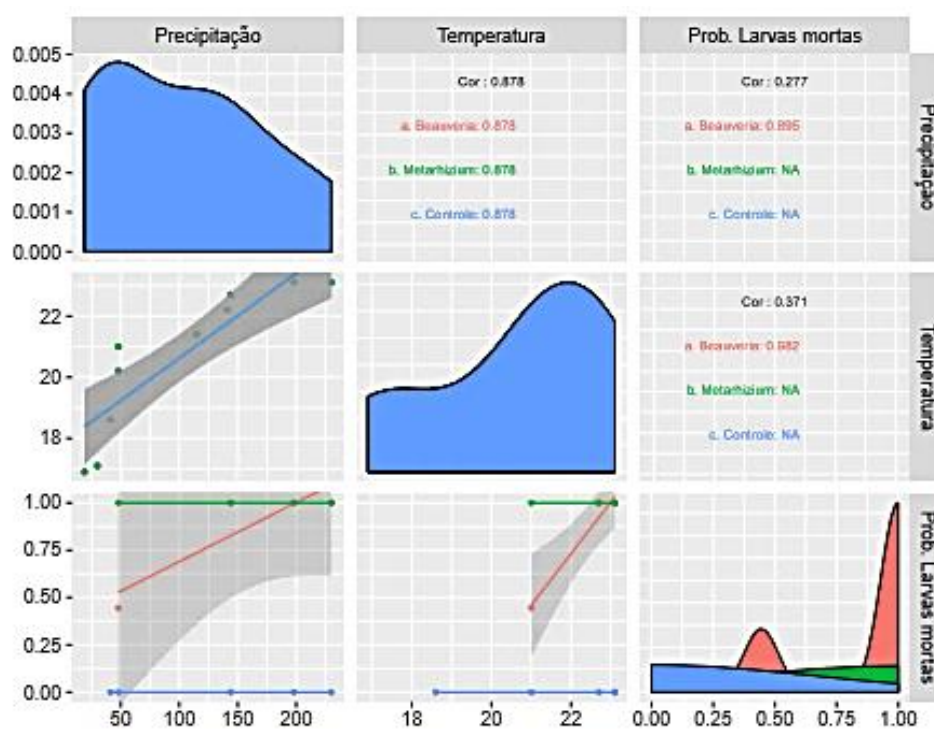 Precipitação Temperatura Prob. Larvas mortas
0.005
0.004
0.003
0.002
0.001
0.000
Cor : 0.878
a. Beauveria: 0.878
b. Metarhizium: 0.878
c. Controle: 0.878
Cor : 0.277
a. Beauveria: 0.895
b. Metarhizium: NA
c. Controle: NA
Precipitação
22
20
18
Cor : 0.371
a. Beauveria: 0.982
b. Metarhizium: NA
c. Controle: NA
Temperatura
1.00
0.75
0.50
0.25
0.00
Prob. Larvas mortas
50 100 150 200 18 20 22 0.00 0.25 0.50 0.75 1.00